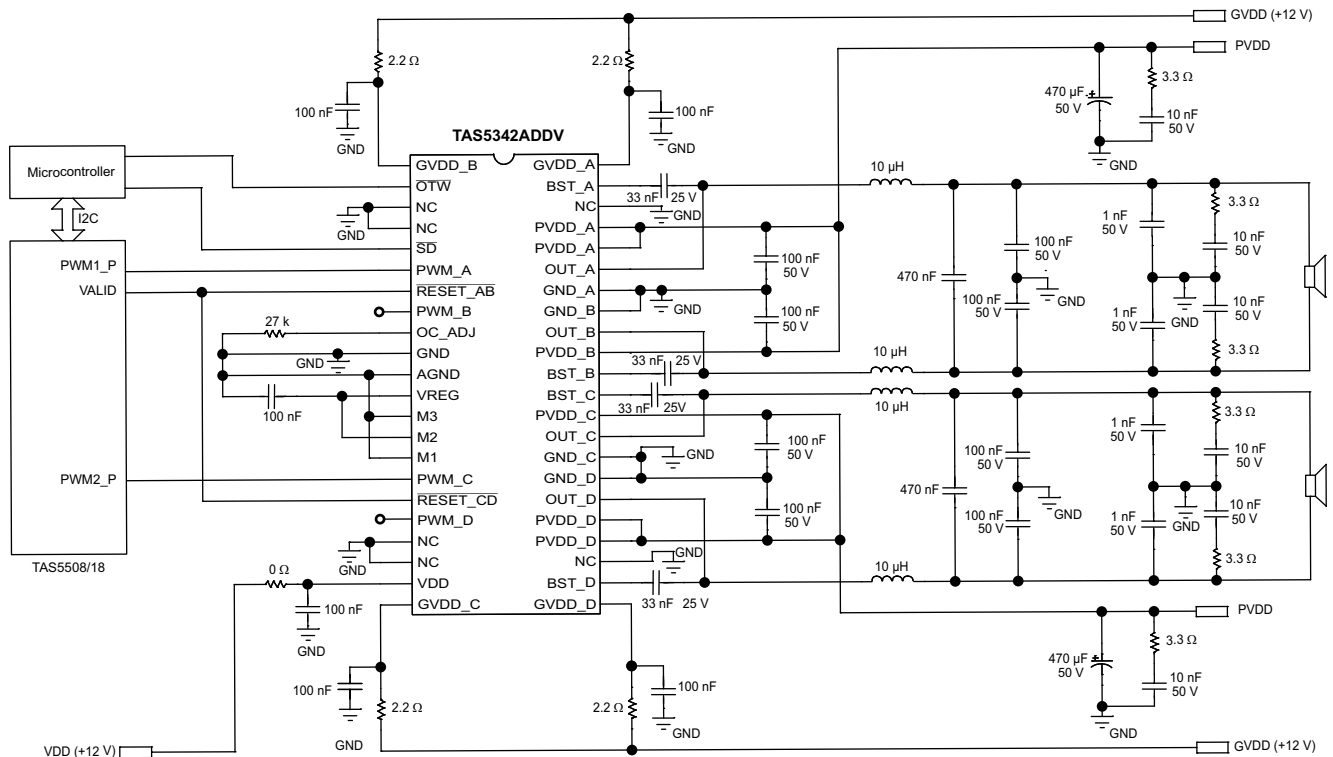 GVDD (+12 V)
PVDD
2.2 Ω
2.2 Ω
3.3 Ω
470 µF
50 V
10 nF
50 V
GND
100 nF
GND
100 nF
GND
TAS5342ADDV
Microcontroller
I2C
PWM1_P
VALID
PWM2_P
TAS5508/18
GND
27 k
GND
100 nF
GND
0 Ω
100 nF
GND
VDD (+12 V)
GVDD_B
OTW
NC
NC
SD
PWM_A
RESET_AB
PWM_B
OC_ADJ
GND
AGND
VREG
M3
M2
M1
PWM_C
RESET_CD
PWM_D
NC
NC
VDD
GVDD_C
GVDD_A
BST_A
NC
PVDD_A
PVDD_A
OUT_A
GND_A
GND_B
OUT_B
PVDD_B
BST_B
BST_C
PVDD_C
OUT_C
GND_C
GND_D
OUT_D
PVDD_D
PVDD_D
NC
BST_D
GVDD_D
33 nF 25 V
GND
100 nF
50 V
GND
100 nF
50 V
33 nF 25 V
33 nF 25V
100 nF
50 V
GND
100 nF
50 V
GND
33 nF 25 V
10 µH
470 nF
100 nF
50 V
GND
100 nF
50 V
1 nF
50 V
3.3 Ω
10 nF
50 V
GND
1 nF
50 V
10 nF
50 V
3.3 Ω
10 µH
10 µH
470 nF
100 nF
50 V
GND
100 nF
50 V
1 nF
50 V
3.3 Ω
10 nF
50 V
GND
1 nF
50 V
10 nF
50 V
3.3 Ω
10 µH
PVDD
3.3 Ω
470 µF
50 V
10 nF
50 V
GND
100 nF
GND
2.2 Ω
2.2 Ω
100 nF
GND
GVDD (+12 V)